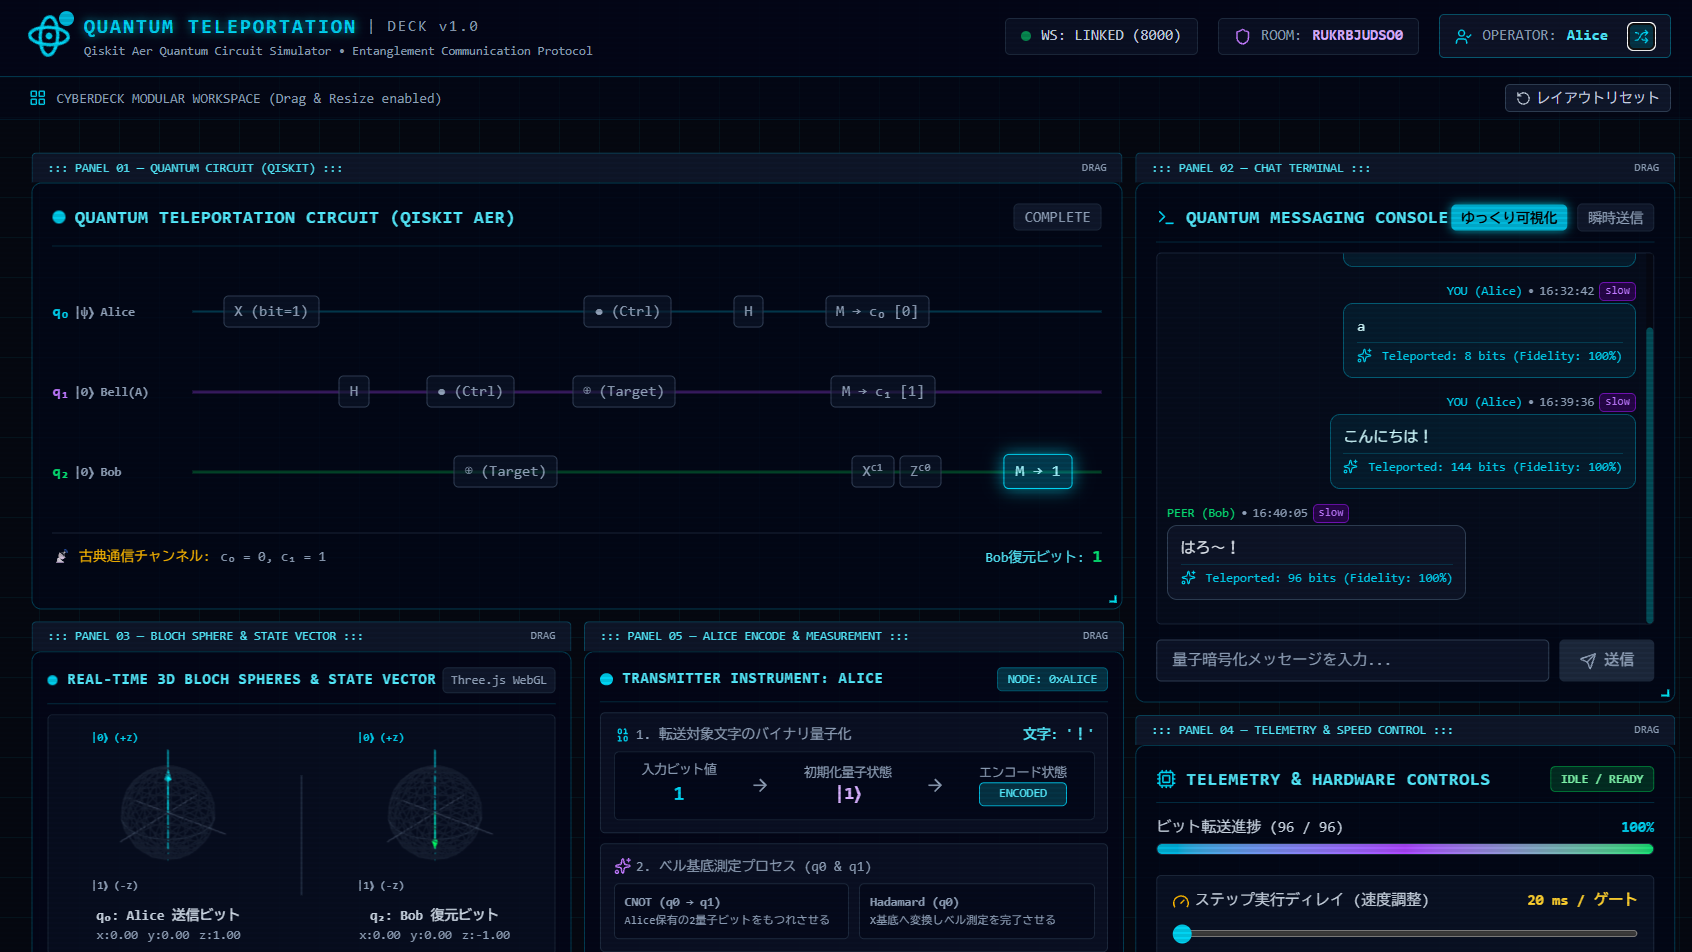 QUANTUM TELEPORTATION | DECK v1.0
Qiskit Aer Quantum Circuit Simulator • Entanglement Communication Protocol
WS: LINKED (8000)
ROOM: RUKRBJUDSO0
OPERATOR: Alice
CYBERDECK MODULAR WORKSPACE (Drag & Resize enabled)
レイアウトリセット
::: PANEL 01 — QUANTUM CIRCUIT (QISKIT) :::
DRAG
QUANTUM TELEPORTATION CIRCUIT (QISKIT AER)
COMPLETE
q₀ |ψ⟩ Alice
X (bit=1)
● (Ctrl)
H
M → c₀ [0]
q₁ |0⟩ Bell(A)
H
● (Ctrl)
⊕ (Target)
M → c₁ [1]
q₂ |0⟩ Bob
⊕ (Target)
Xᶜ¹
Zᶜ⁰
M → 1
古典通信チャンネル: c₀ = 0, c₁ = 1
Bob復元ビット: 1
::: PANEL 02 — CHAT TERMINAL :::
DRAG
QUANTUM MESSAGING CONSOLE
ゆっくり可視化
瞬時送信
YOU (Alice) • 16:32:42 slow
a
Teleported: 8 bits (Fidelity: 100%)
YOU (Alice) • 16:39:36 slow
こんにちは！
Teleported: 144 bits (Fidelity: 100%)
PEER (Bob) • 16:40:05 slow
はろ～！
Teleported: 96 bits (Fidelity: 100%)
量子暗号化メッセージを入力...
送信
::: PANEL 03 — BLOCH SPHERE & STATE VECTOR :::
DRAG
REAL-TIME 3D BLOCH SPHERES & STATE VECTOR
Three.js WebGL
|0⟩ (+z)
|0⟩ (+z)
|1⟩ (-z)
|1⟩ (-z)
q₀: Alice 送信ビット
q₂: Bob 復元ビット
x:0.00 y:0.00 z:1.00
x:0.00 y:0.00 z:-1.00
::: PANEL 05 — ALICE ENCODE & MEASUREMENT :::
DRAG
TRANSMITTER INSTRUMENT: ALICE
NODE: 0xALICE
1. 転送対象文字のバイナリ量子化
文字: '！'
入力ビット値
1
→
初期化量子状態
|1⟩
→
エンコード状態
ENCODED
2. ベル基底測定プロセス (q0 & q1)
CNOT (q0 → q1)
Alice保有の2量子ビットをもつれさせる
Hadamard (q0)
X基底へ変換しベル測定を完了させる
::: PANEL 04 — TELEMETRY & SPEED CONTROL :::
DRAG
TELEMETRY & HARDWARE CONTROLS
IDLE / READY
ビット転送進捗 (96 / 96)
100%
ステップ実行ディレイ (速度調整)
20 ms / ゲート